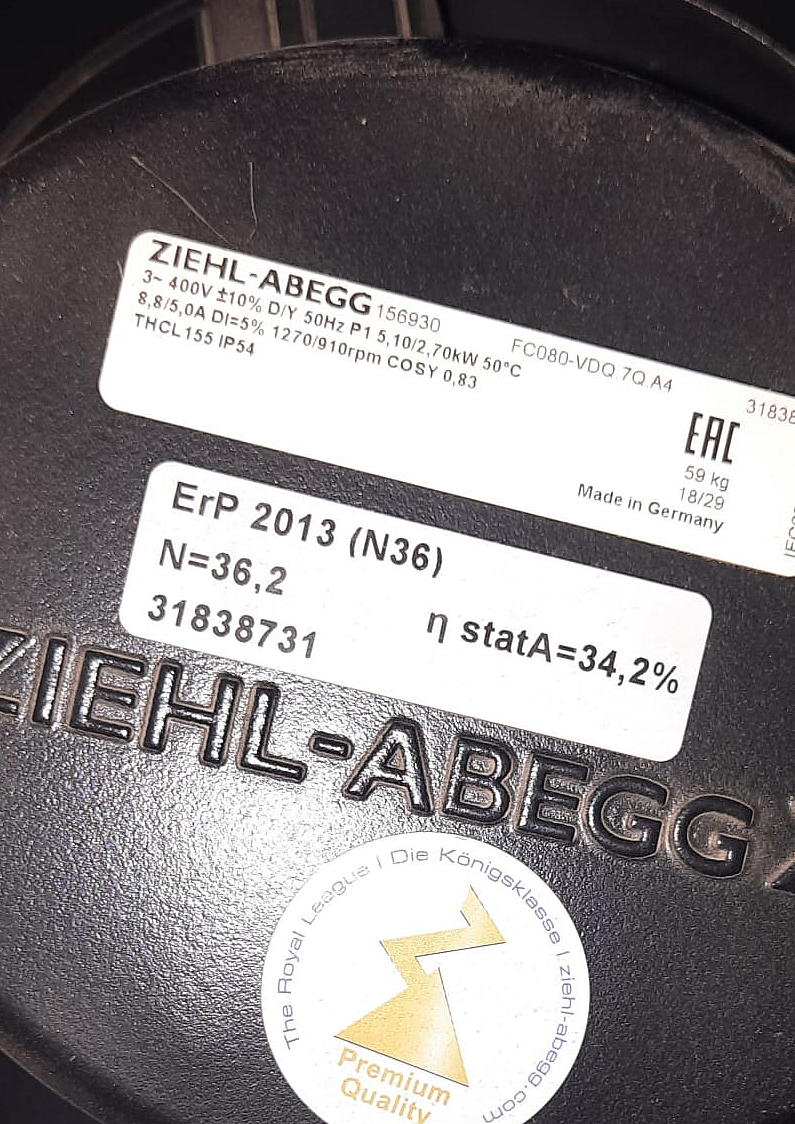 ZIEHL-ABEGG 156930 FC080-VDQ.7Q.A4
3~ 400V ±10% D/Y 50Hz P1 5,10/2,70kW 50°C
8,8/5,0A DI=5% 1270/910rpm COSY 0,83
THCL155 IP54
EAC
59 kg
18/29
Made in Germany
ErP 2013 (N36)
N=36,2
31838731
η statA=34,2%
ZIEHL-ABEGG
The Royal League | Die Königsklasse | ziehl-abegg.com
Premium
Quality